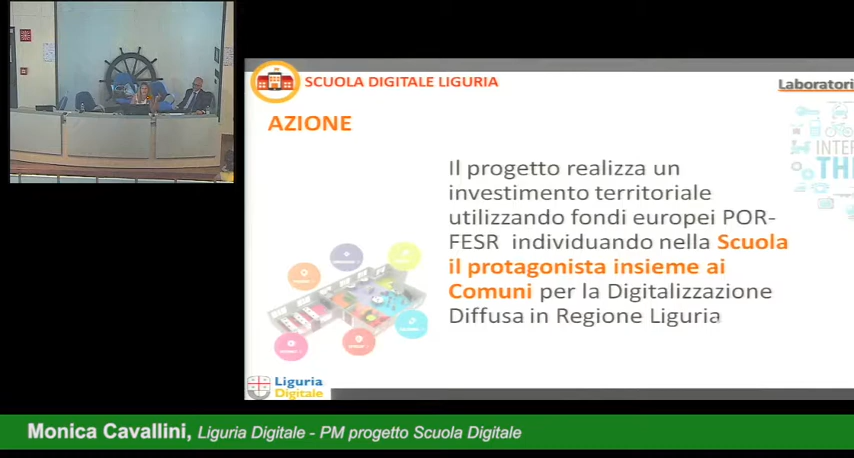 SCUOLA DIGITALE LIGURIA
Laboratori
AZIONE
Il progetto realizza un
investimento territoriale
utilizzando fondi europei POR-
FESR individuando nella Scuola
il protagonista insieme ai
Comuni per la Digitalizzazione
Diffusa in Regione Liguria
INTER
TH
Liguria
Digitale
Monica Cavallini, Liguria Digitale - PM progetto Scuola Digitale